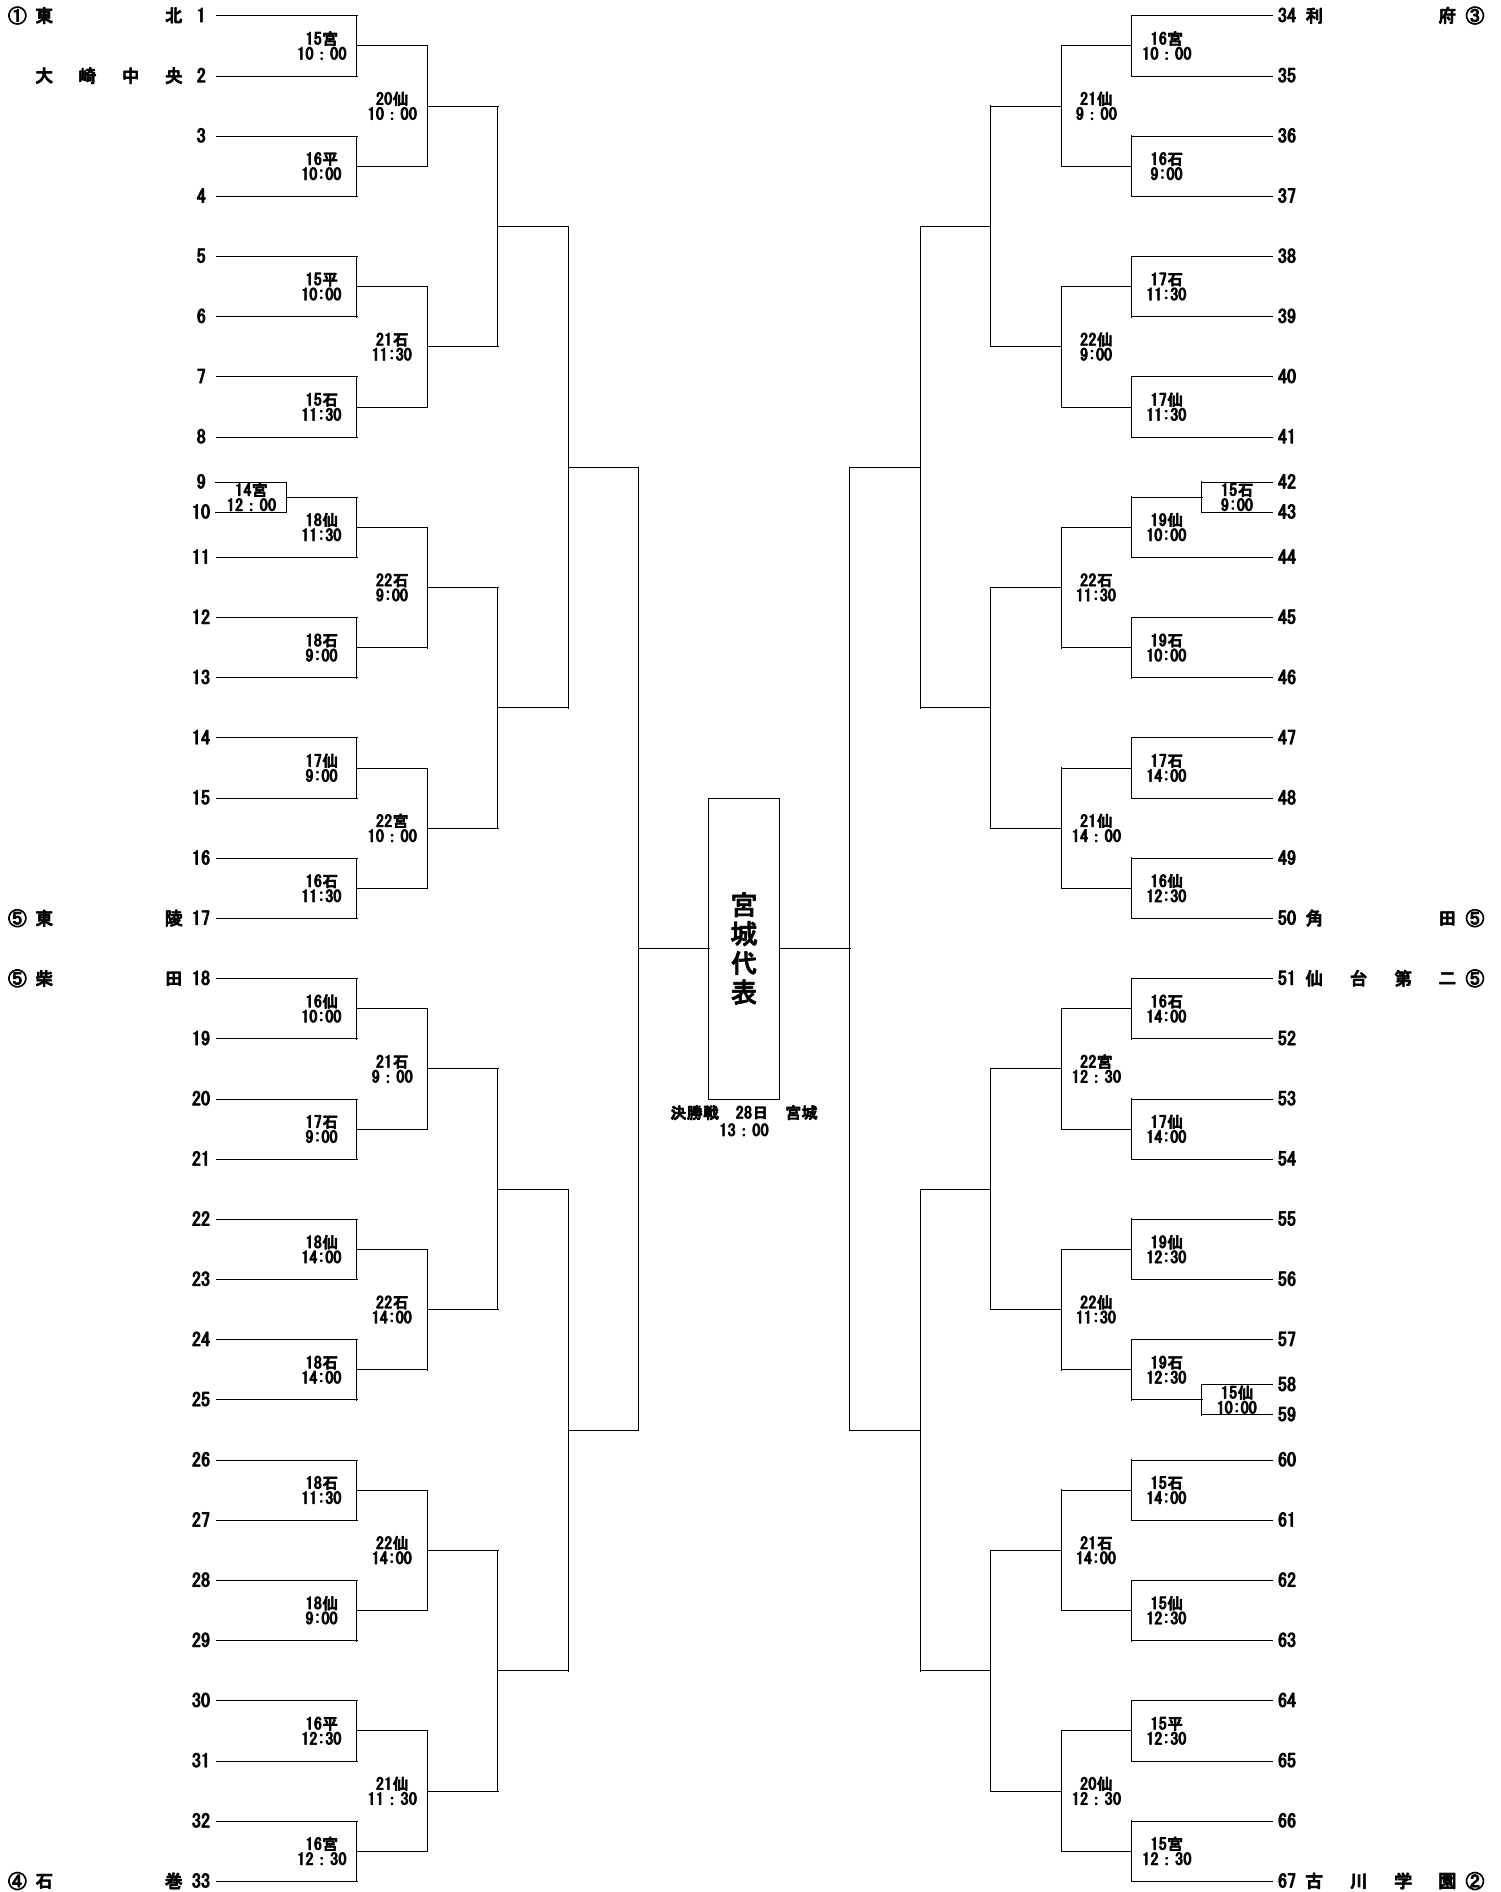 ① 東 北 1
15宮
10：00
大 崎 中 央 2
20仙
10：00
3
16平
10:00
4
5
15平
10:00
6
21石
11:30
7
15石
11:30
8
9
14宮
12：00
10
18仙
11:30
11
22石
9:00
12
18石
9:00
13
14
17仙
9:00
15
22宮
10：00
16
16石
11:30
⑤ 東 陵 17
⑤ 柴 田 18
16仙
10:00
19
21石
9：00
20
17石
9:00
21
22
18仙
14:00
23
22石
14:00
24
18石
14:00
25
26
18石
11:30
27
22仙
14:00
28
18仙
9:00
29
30
16平
12:30
31
21仙
11：30
32
16宮
12：30
④ 石 巻 33
宮城代表
決勝戦 28日 宮城
13：00
34 利 府 ③
16宮
10：00
35
21仙
9：00
36
16石
9:00
37
38
17石
11:30
39
22仙
9:00
40
17仙
11:30
41
42
15石
9:00
43
19仙
10:00
44
22石
11:30
45
19石
10:00
46
47
17石
14:00
48
21仙
14：00
49
16仙
12:30
50 角 田 ⑤
51 仙 台 第 二 ⑤
16石
14:00
52
22宮
12：30
53
17仙
14:00
54
55
19仙
12:30
56
22仙
11:30
57
19石
12:30
58
15仙
10:00
59
60
15石
14:00
61
21石
14:00
62
15仙
12:30
63
64
15平
12:30
65
20仙
12：30
66
15宮
12：30
67 古 川 学 園 ②